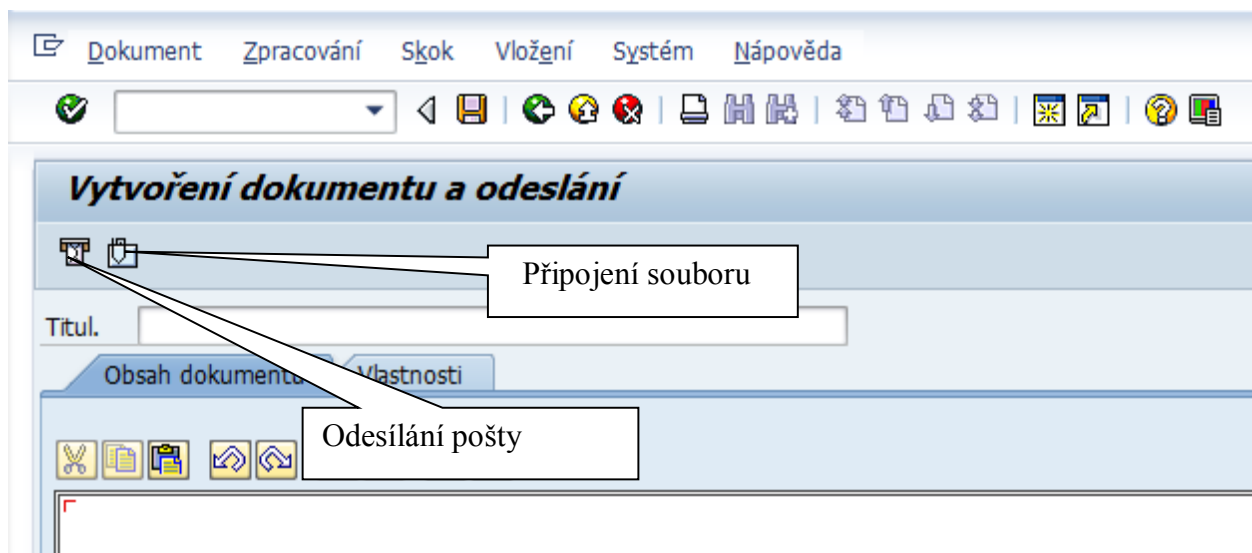 Dokument Zpracování Skok Vložení Systém Nápověda
Vytvoření dokumentu a odeslání
Připojení souboru
Titul.
Obsah dokumentu Vlastnosti
Odesílání pošty